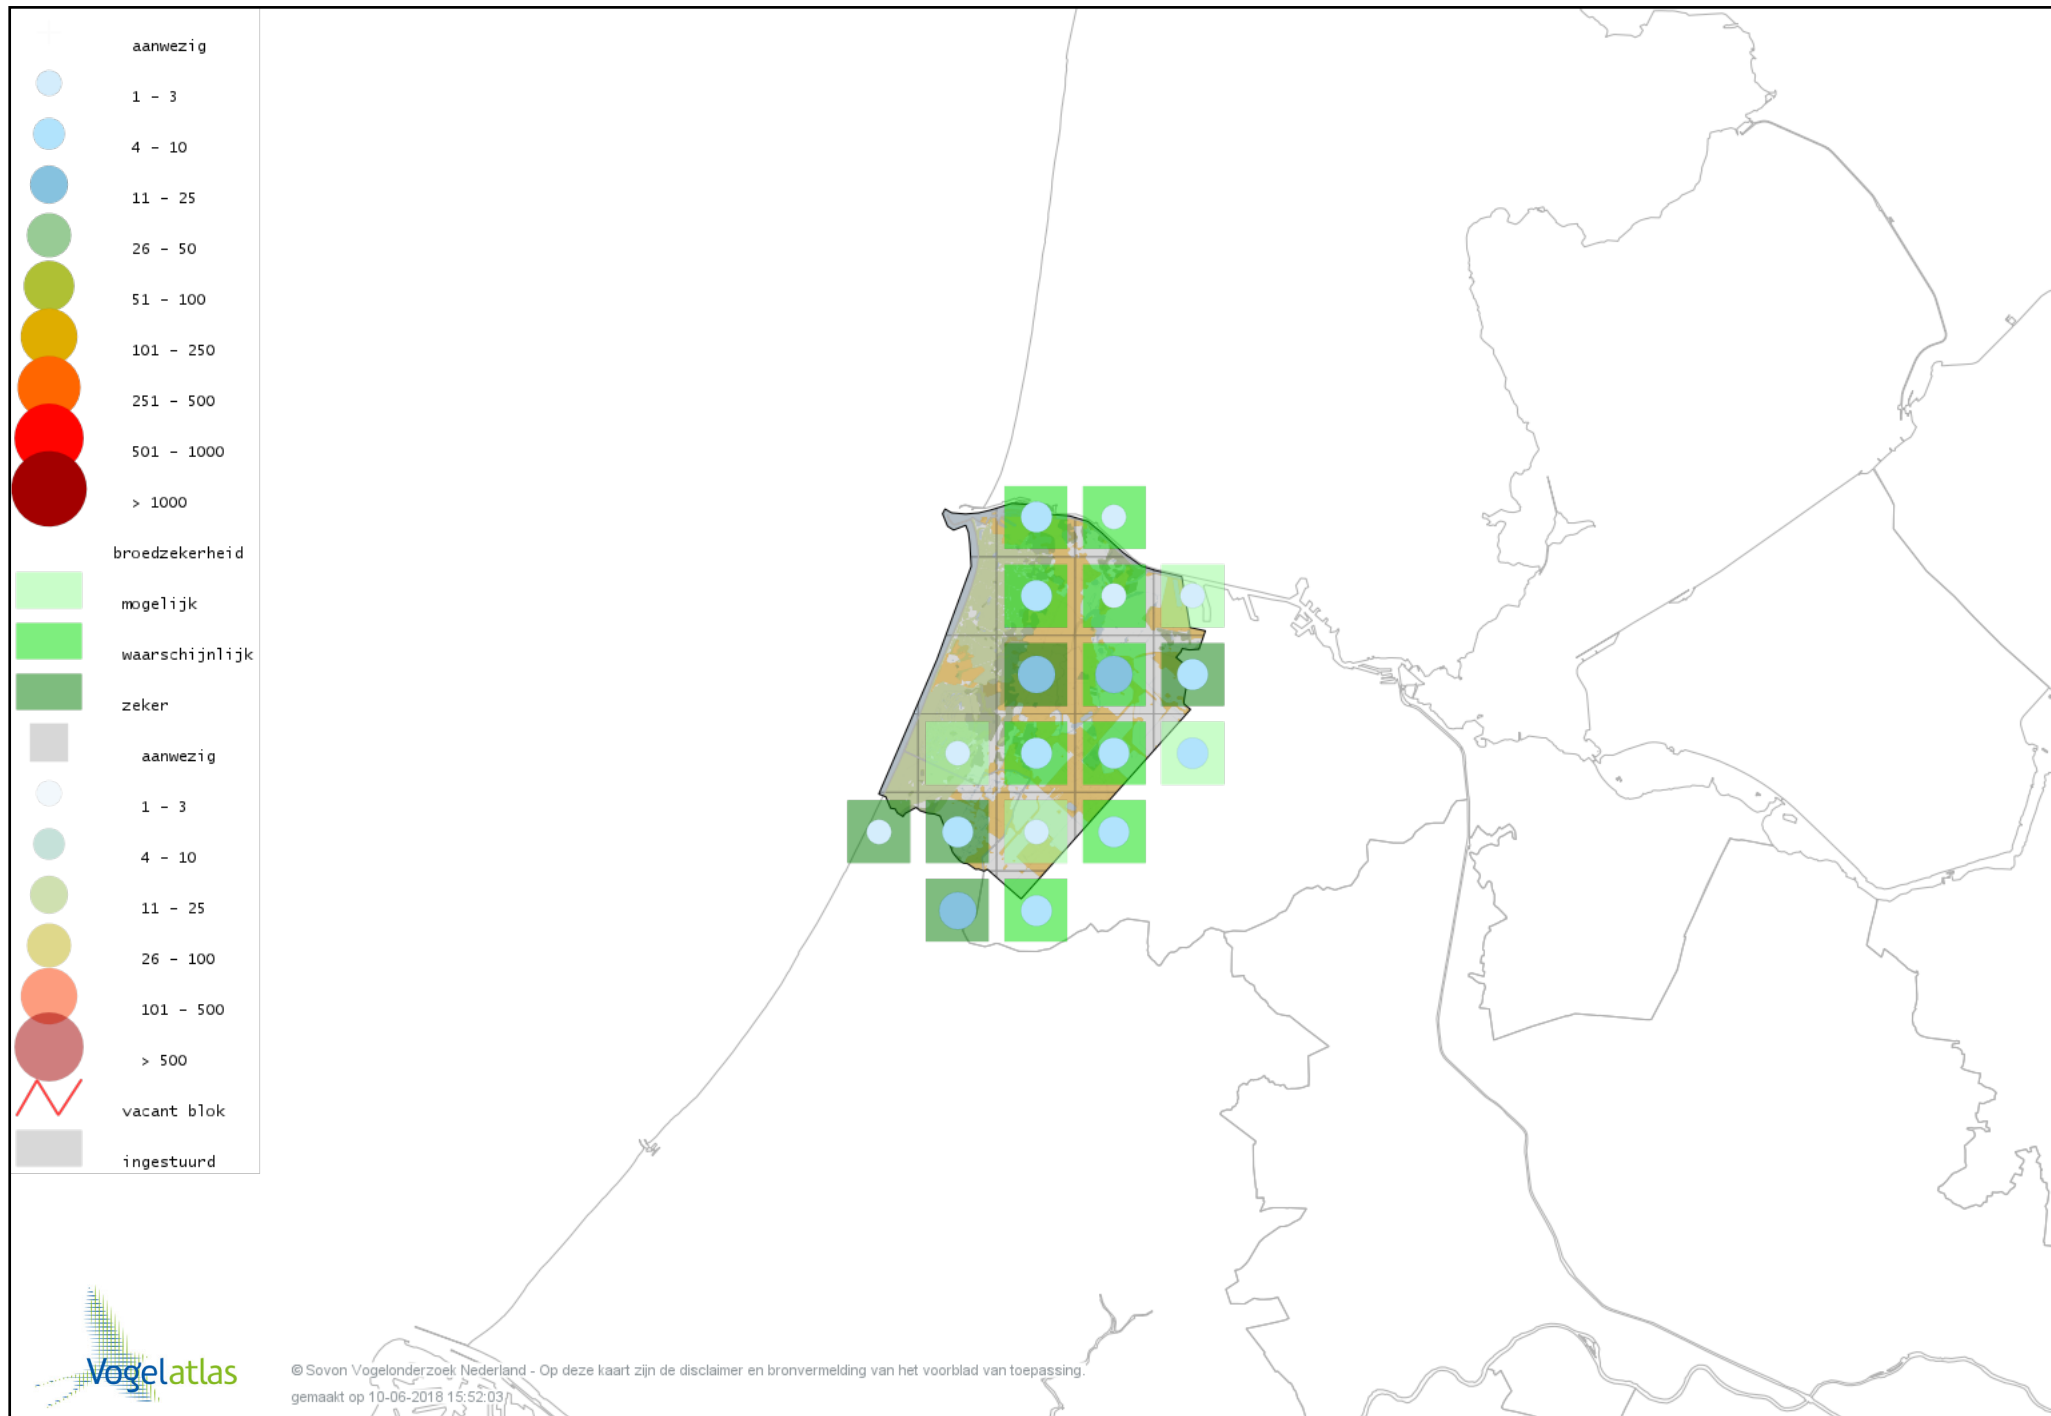 aanwezig
1 - 3
4 - 10
11 - 25
26 - 50
51 - 100
101 - 250
251 - 500
501 - 1000
> 1000
broedzekerheid
mogelijk
waarschijnlijk
zeker
aanwezig
1 - 3
4 - 10
11 - 25
26 - 100
101 - 500
> 500
vacant blok
ingestuurd
Vogelatlas
© Sovon Vogelonderzoek Nederland - Op deze kaart zijn de disclaimer en bronvermelding van het voorblad van toepassing.
gemaakt op 10-06-2018 15:52:03